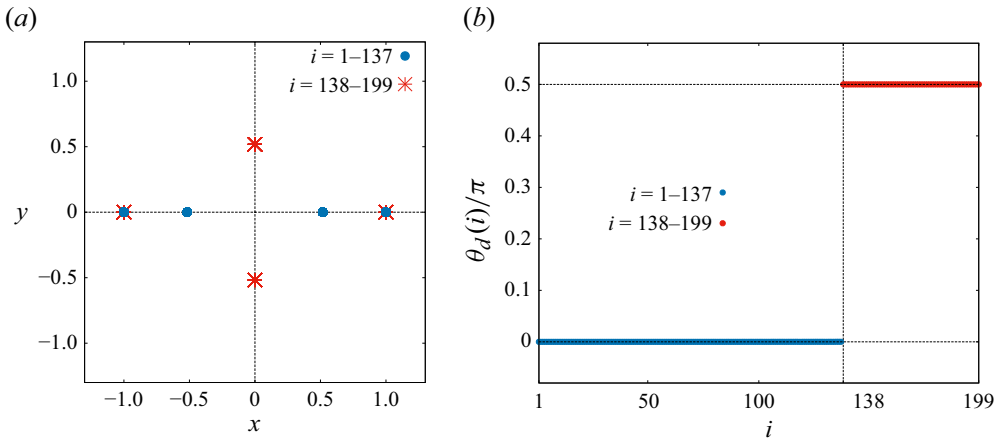 (a)
i = 1–137
i = 138–199
1.0
0.5
y
0
−0.5
−1.0
−1.0 −0.5 0 0.5 1.0
x
(b)
0.5
0.4
0.3
0.2
0.1
0
θd(i)/π
i = 1–137
i = 138–199
1 50 100 138 199
i